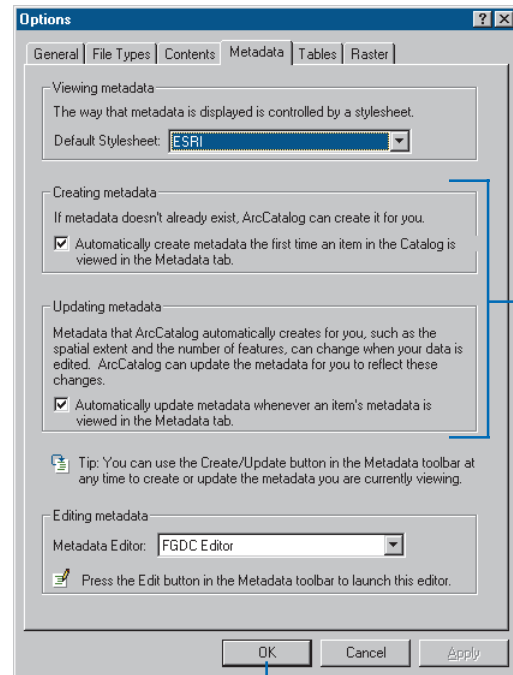 Options
General File Types Contents Metadata Tables Raster
Viewing metadata
The way that metadata is displayed is controlled by a stylesheet.
Default Stylesheet: ESRI
Creating metadata
If metadata doesn't already exist, ArcCatalog can create it for you.
Automatically create metadata the first time an item in the Catalog is
viewed in the Metadata tab.
Updating metadata
Metadata that ArcCatalog automatically creates for you, such as the
spatial extent and the number of features, can change when your data is
edited. ArcCatalog can update the metadata for you to reflect these
changes.
Automatically update metadata whenever an item's metadata is
viewed in the Metadata tab.
Tip: You can use the Create/Update button in the Metadata toolbar at
any time to create or update the metadata you are currently viewing.
Editing metadata
Metadata Editor: FGDC Editor
Press the Edit button in the Metadata toolbar to launch this editor.
OK Cancel Apply